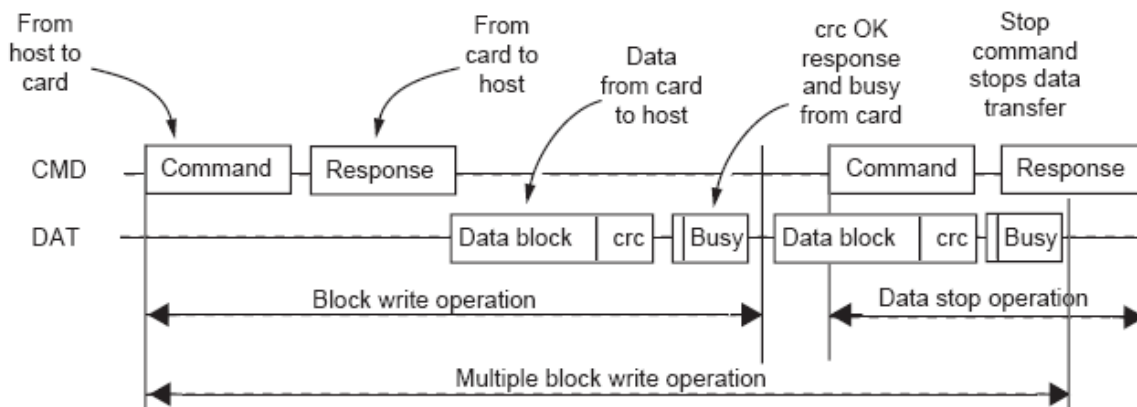 From
host to
card
From
card to
host
Data
from card
to host
crc OK
response
and busy
from card
Stop
command
stops data
transfer
CMD
Command
Response
Command
Response
DAT
Data block
crc
Busy
Data block
crc
Busy
Block write operation
Data stop operation
Multiple block write operation